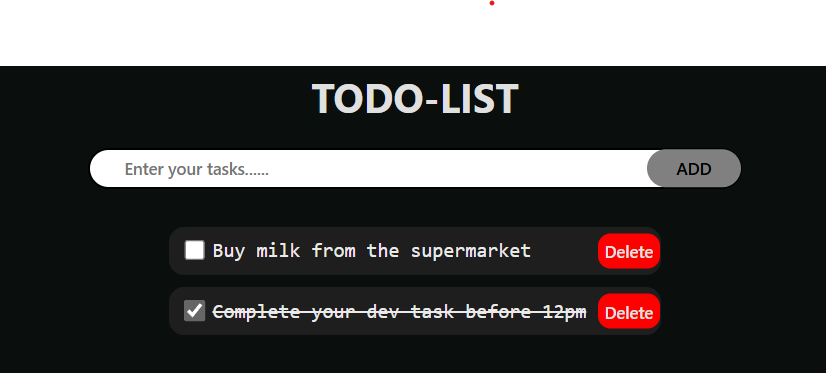 TODO-LIST
Enter your tasks...... ADD
Buy milk from the supermarket Delete
Complete your dev task before 12pm Delete